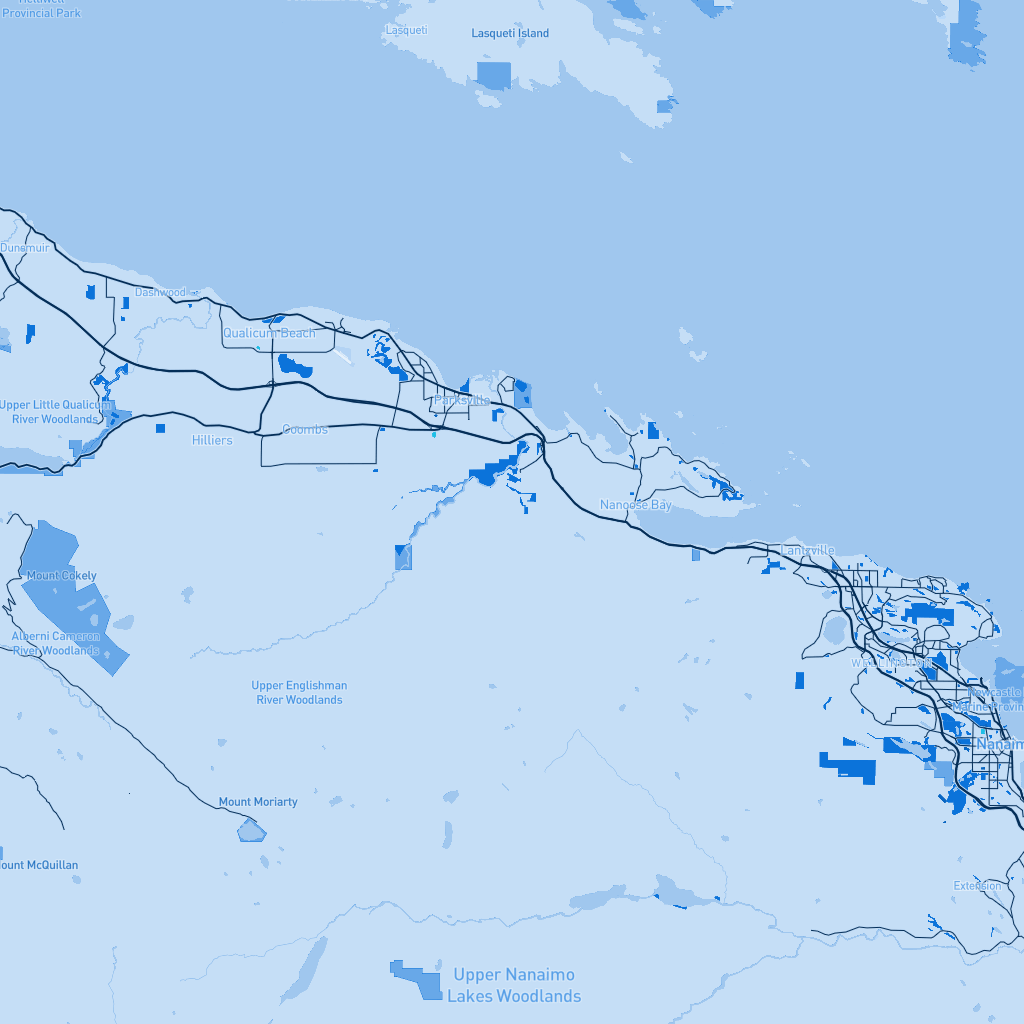 Helliwell
Provincial Park
Lasqueti
Lasqueti Island
Dunsmuir
Dashwood
Qualicum Beach
Parksville
Upper Little Qualicum
River Woodlands
Hilliers
Coombs
Nanoose Bay
Lantzville
Mount Cokely
Alberni Cameron
River Woodlands
WELLINGTON
Upper Englishman
River Woodlands
Newcastle
Marine Provin
Nanaim
Mount Moriarty
ount McQuillan
Extension
Upper Nanaimo
Lakes Woodlands